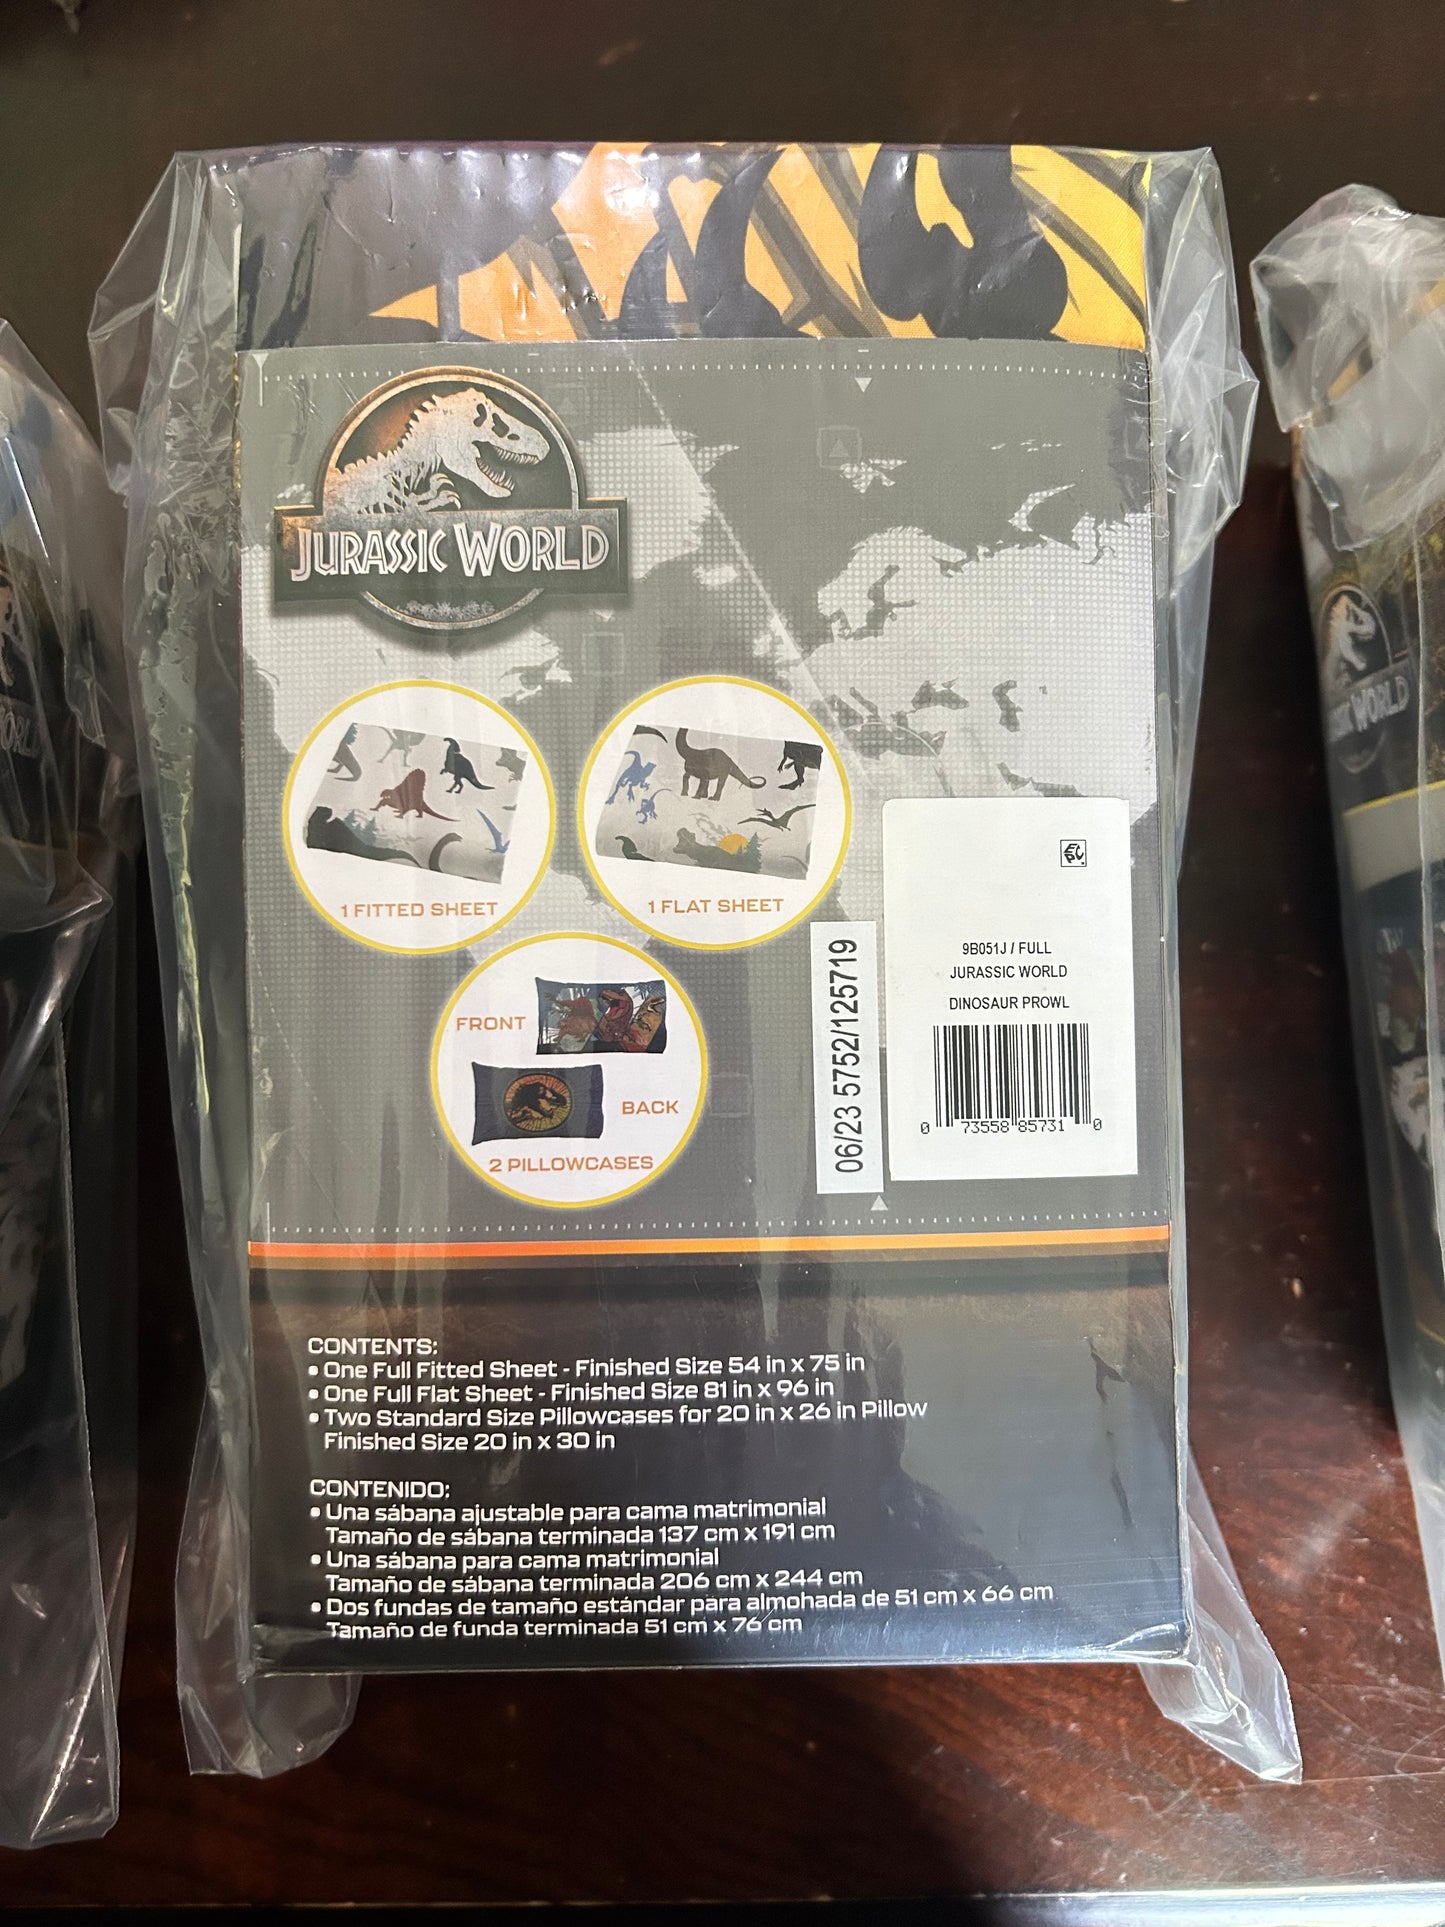 JURASSIC WORLD
1 FITTED SHEET
1 FLAT SHEET
FRONT
BACK
2 PILLOWCASES
06/23 5752/125719
9B051J / FULL
JURASSIC WORLD
DINOSAUR PROWL
0 73558 85731 0
CONTENTS:
• One Full Fitted Sheet - Finished Size 54 in x 75 in
• One Full Flat Sheet - Finished Size 81 in x 96 in
• Two Standard Size Pillowcases for 20 in x 26 in Pillow
Finished Size 20 in x 30 in
CONTENIDO:
• Una sábana ajustable para cama matrimonial
Tamaño de sábana terminada 137 cm x 191 cm
• Una sábana para cama matrimonial
Tamaño de sábana terminada 206 cm x 244 cm
• Dos fundas de tamaño estándar para almohada de 51 cm x 66 cm
Tamaño de funda terminada 51 cm x 76 cm
WORLD